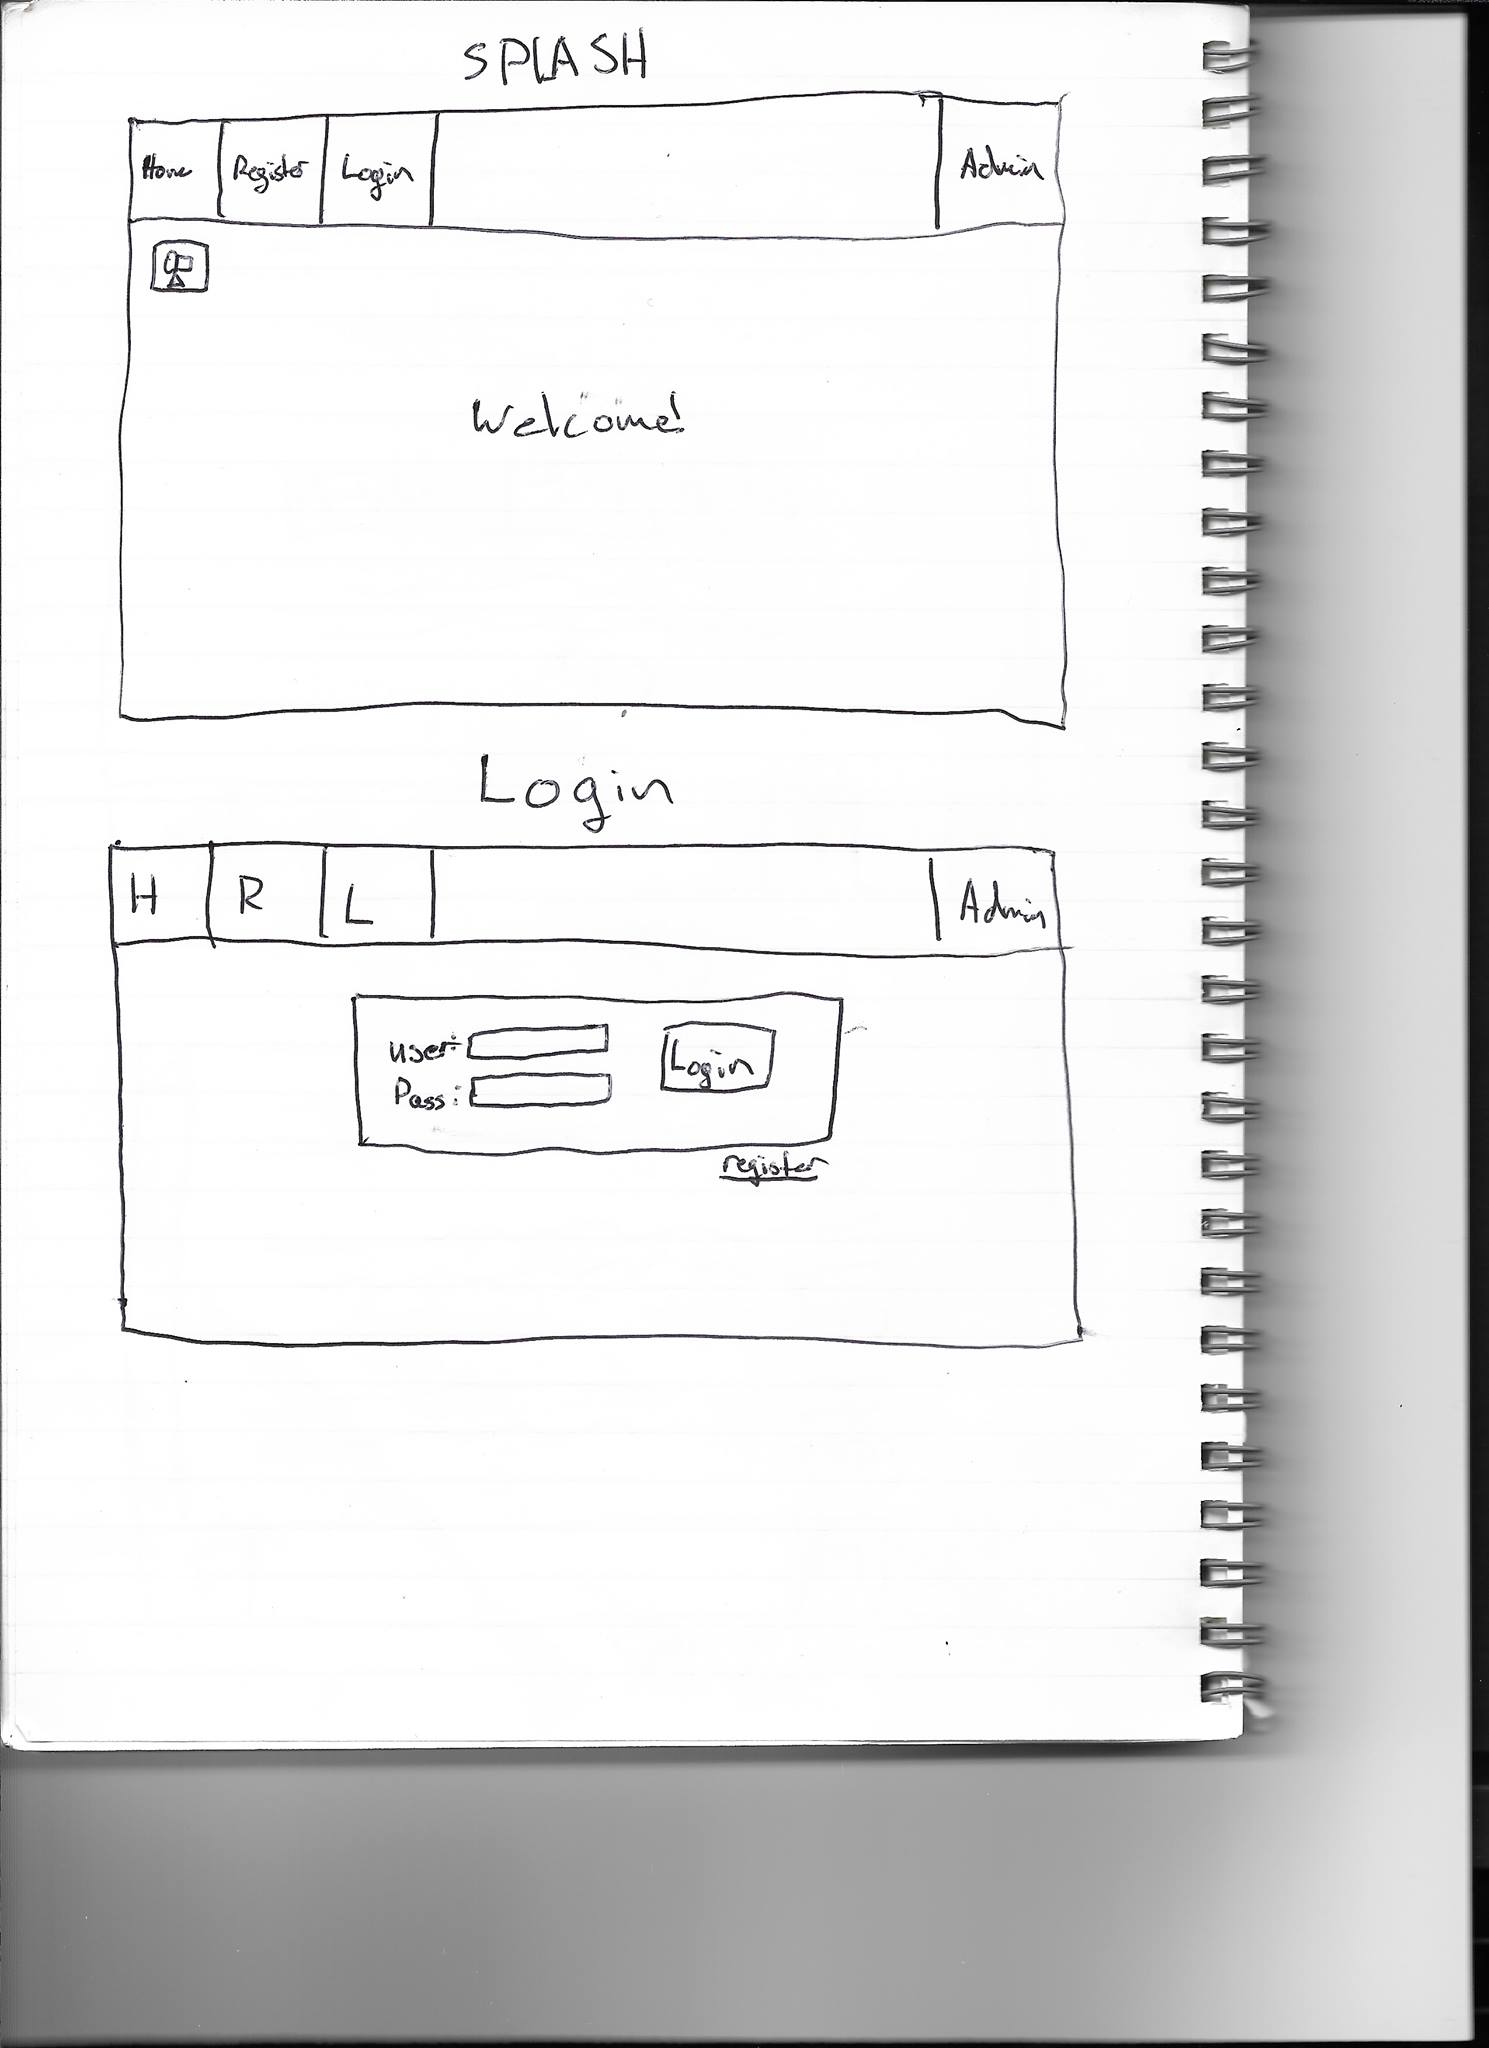 SPLASH
Home Register Login Admin
Welcome!
Login
H R L Admin
user:
Login
Pass:
register